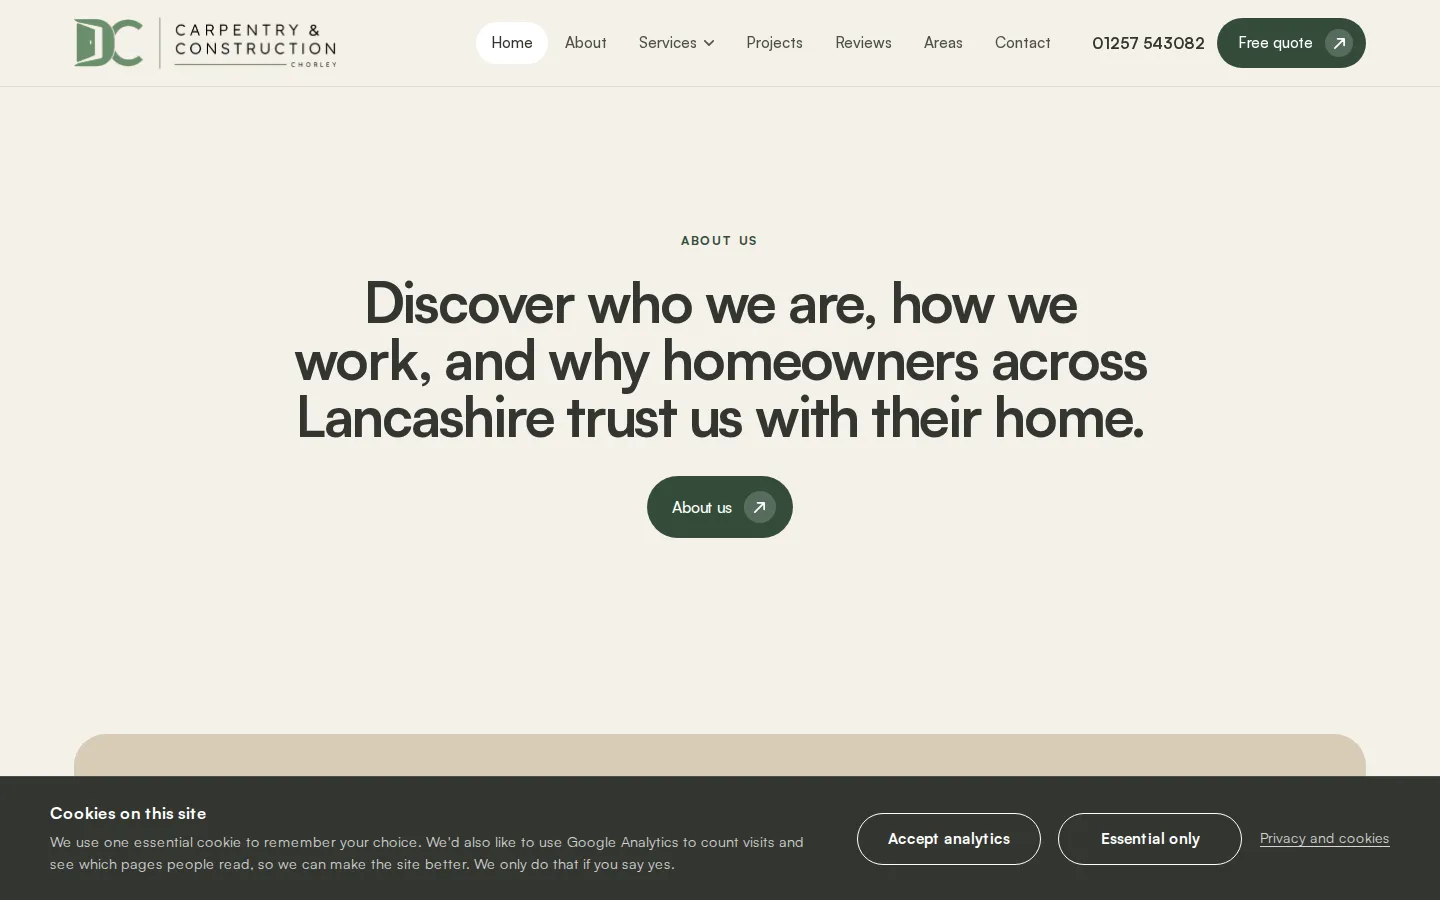 DC
CARPENTRY &
CONSTRUCTION
CHORLEY
Home
About
Services
Projects
Reviews
Areas
Contact
01257 543082
Free quote
ABOUT US
Discover who we are, how we
work, and why homeowners across
Lancashire trust us with their home.
About us
Cookies on this site
We use one essential cookie to remember your choice. We'd also like to use Google Analytics to count visits and
see which pages people read, so we can make the site better. We only do that if you say yes.
Accept analytics
Essential only
Privacy and cookies